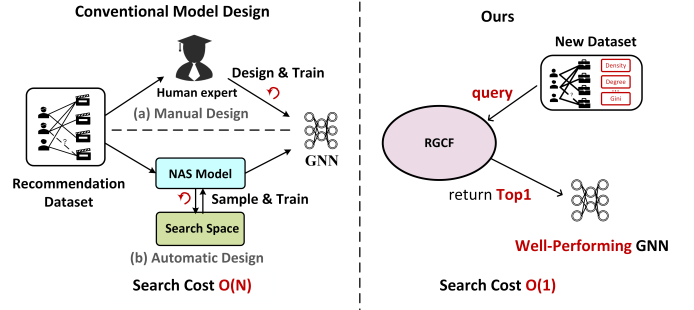 Conventional Model Design
Human expert
Design & Train
(a) Manual Design
?
Recommendation
Dataset
GNN
NAS Model
Sample & Train
Search Space
(b) Automatic Design
Search Cost O(N)
Ours
New Dataset
Density
Degree
...
Gini
?
query
RGCF
return Top1
Well-Performing GNN
Search Cost O(1)